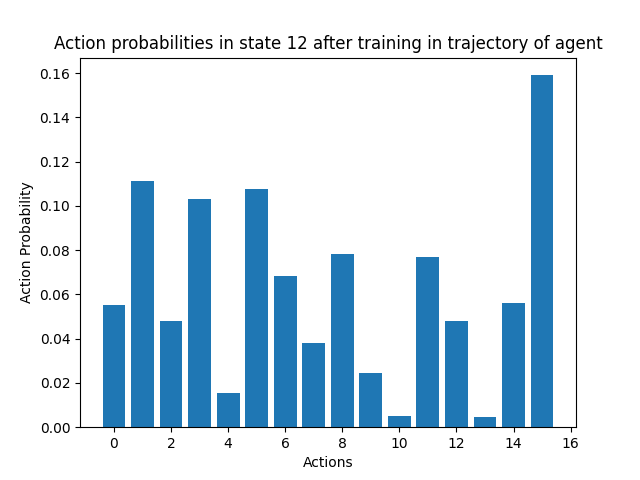 Action probabilities in state 12 after training in trajectory of agent
0.16
0.14
0.12
0.10
0.08
0.06
0.04
0.02
0.00
Action Probability
0 2 4 6 8 10 12 14 16
Actions